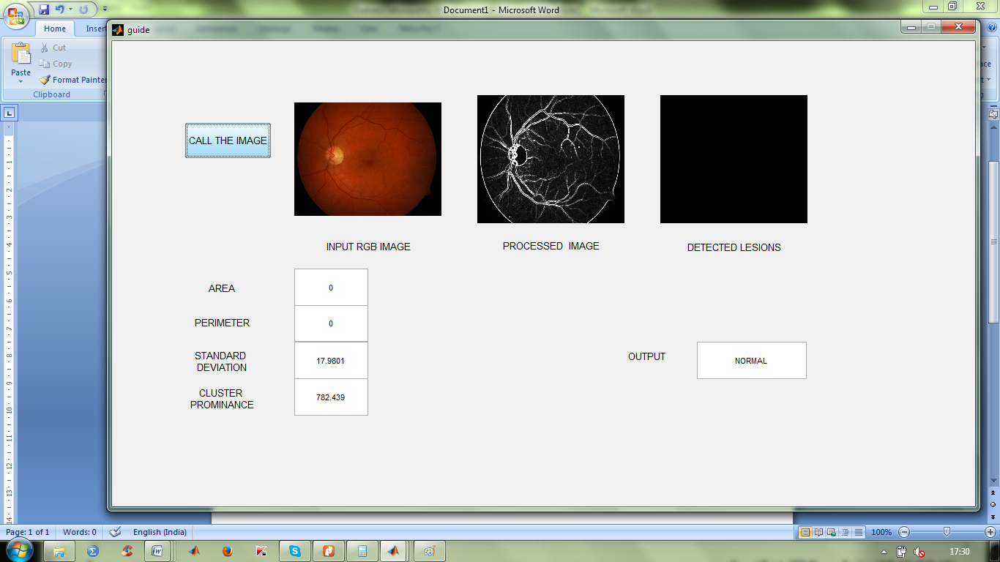 Document1 - Microsoft Word
Home
Insert
Cut
Copy
Format Painter
Paste
Clipboard
guide
CALL THE IMAGE
INPUT RGB IMAGE
PROCESSED IMAGE
DETECTED LESIONS
AREA
0
PERIMETER
0
STANDARD
DEVIATION
17.9801
CLUSTER
PROMINANCE
782.439
OUTPUT
NORMAL
Page: 1 of 1
Words: 0
English (India)
100%
17:30